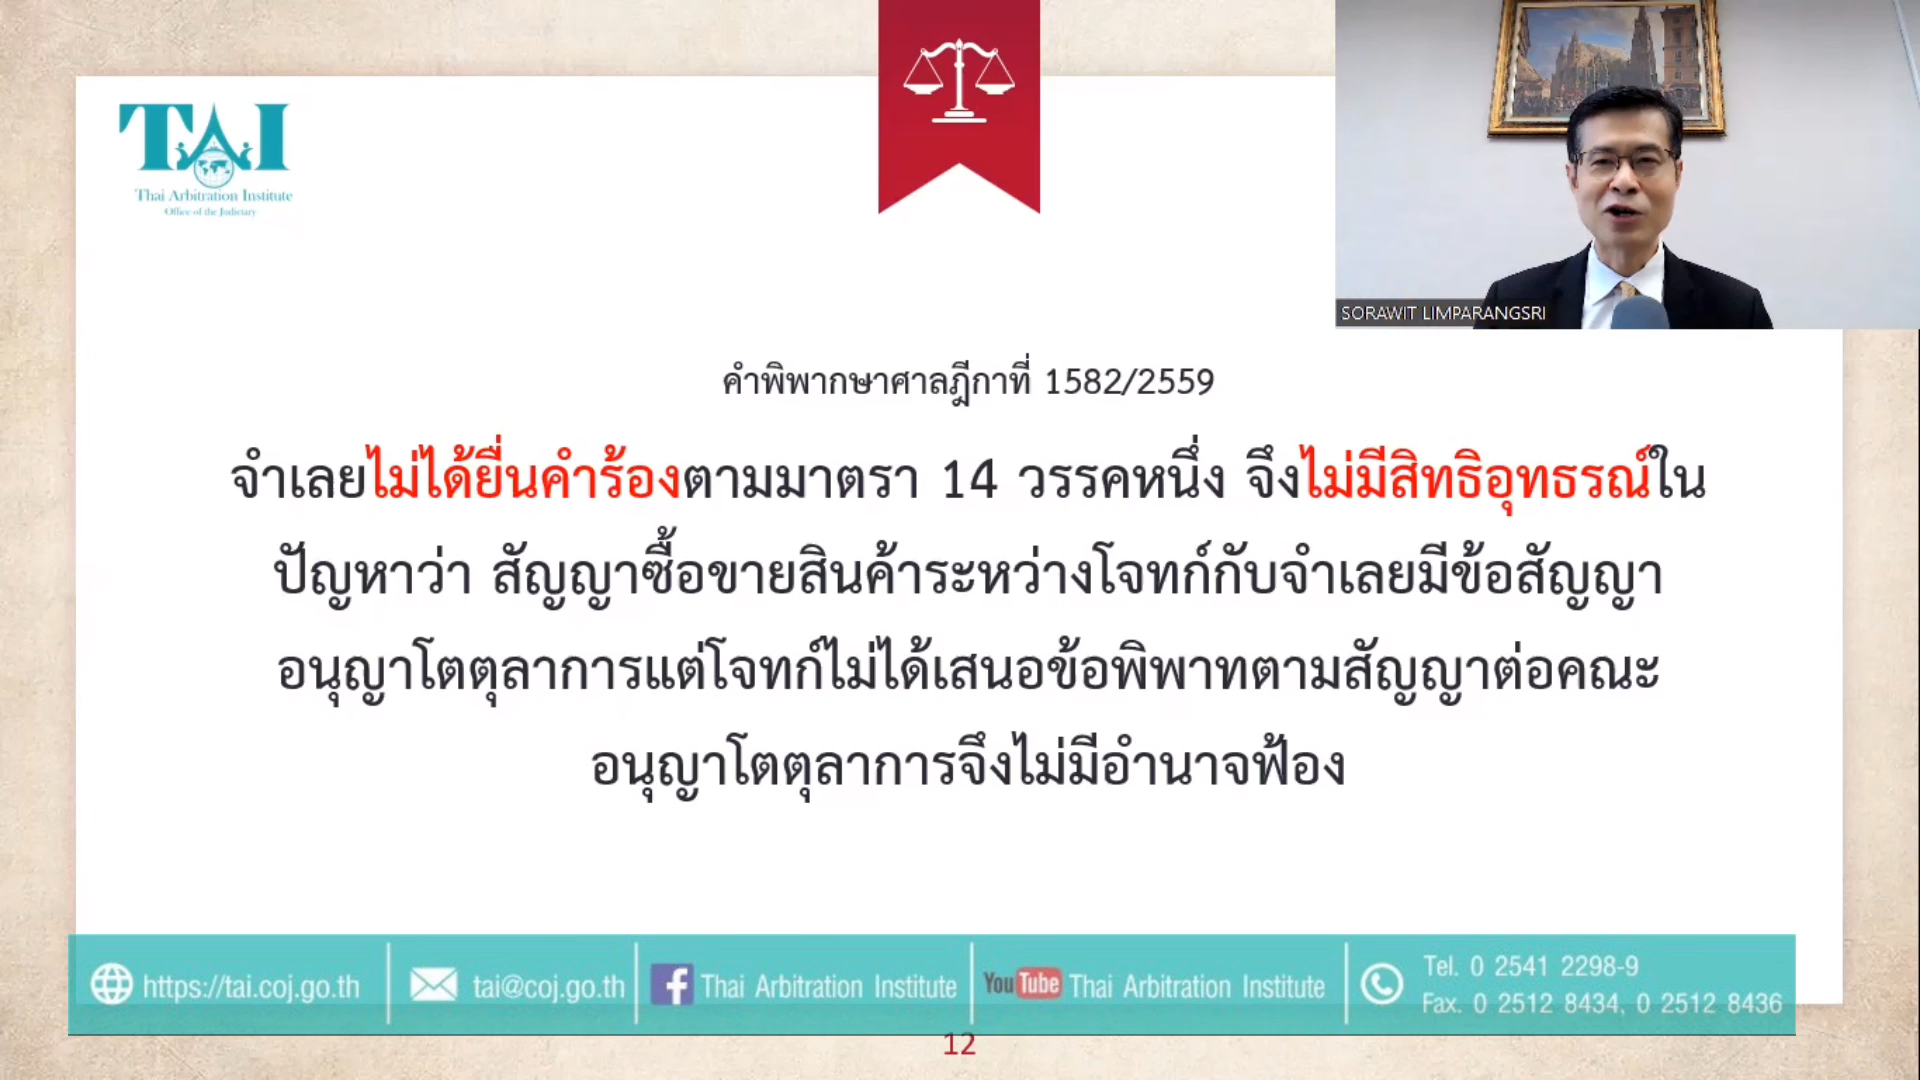 TAI
Thai Arbitration Institute
Office of the Judiciary
SORAWIT LIMPARANGSRI
คำพิพากษาศาลฎีกาที่ 1582/2559
จำเลยไม่ได้ยื่นคำร้องตามมาตรา 14 วรรคหนึ่ง จึงไม่มีสิทธิอุทธรณ์ใน
ปัญหาว่า สัญญาซื้อขายสินค้าระหว่างโจทก์กับจำเลยมีข้อสัญญา
อนุญาโตตุลาการแต่โจทก์ไม่ได้เสนอข้อพิพาทตามสัญญาต่อคณะ
อนุญาโตตุลาการจึงไม่มีอำนาจฟ้อง
https://tai.coj.go.th
tai@coj.go.th
Thai Arbitration Institute
YouTube Thai Arbitration Institute
Tel. 0 2541 2298-9
Fax. 0 2512 8434, 0 2512 8436
12